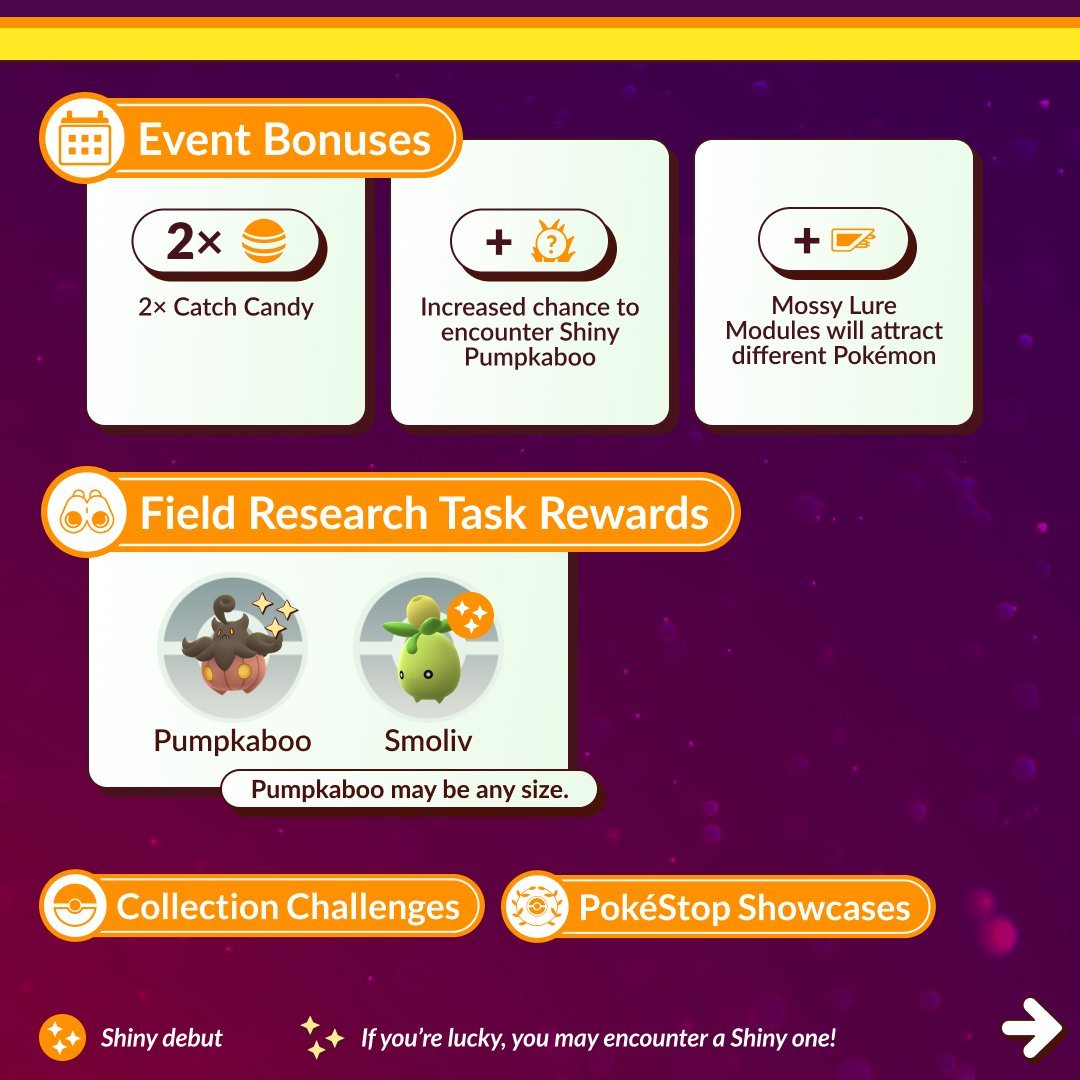 Event Bonuses
2×
2× Catch Candy
+ ?
Increased chance to
encounter Shiny
Pumpkaboo
+
Mossy Lure
Modules will attract
different Pokémon
Field Research Task Rewards
Pumpkaboo
Smoliv
Pumpkaboo may be any size.
Collection Challenges
PokéStop Showcases
Shiny debut
If you’re lucky, you may encounter a Shiny one!